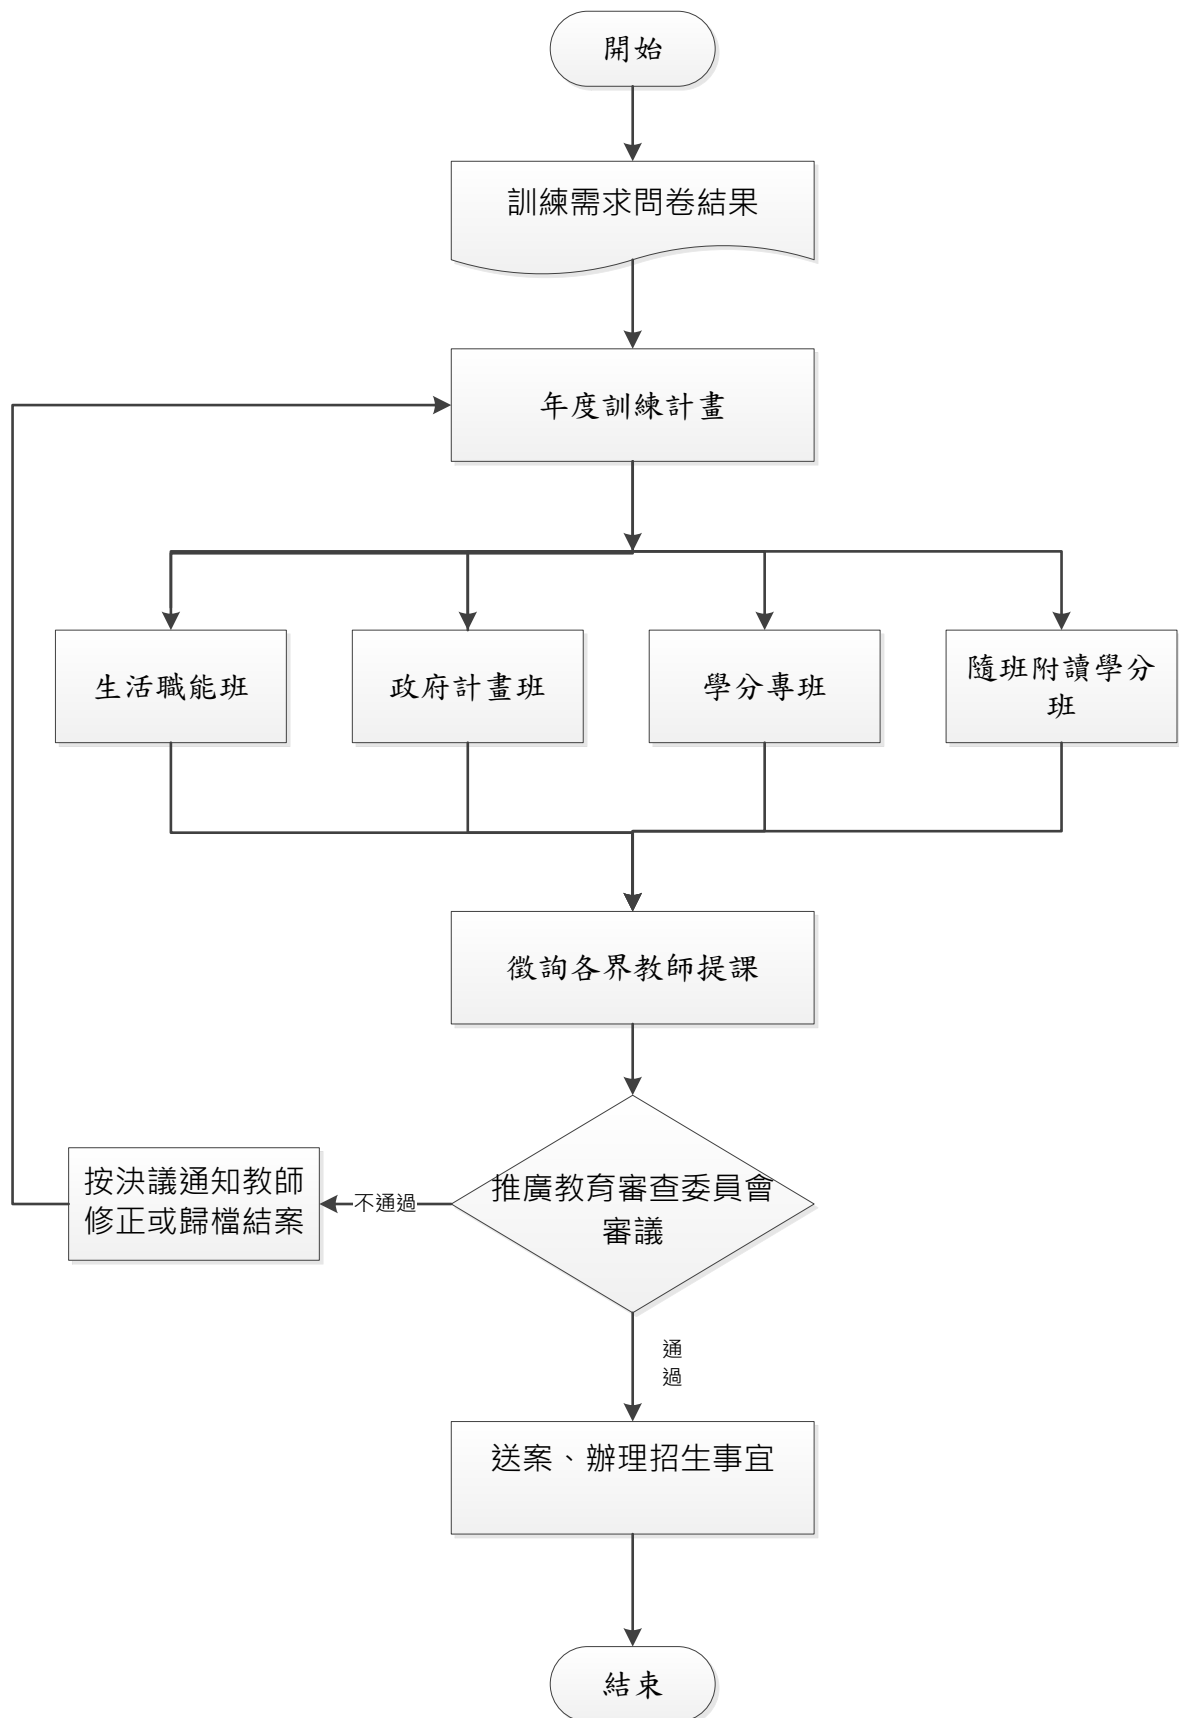 開始
訓練需求問卷結果
年度訓練計畫
生活職能班
政府計畫班
學分專班
隨班附讀學分
班
徵詢各界教師提課
推廣教育審查委員會
審議
不通過
按決議通知教師
修正或歸檔結案
通
過
送案、辦理招生事宜
結束